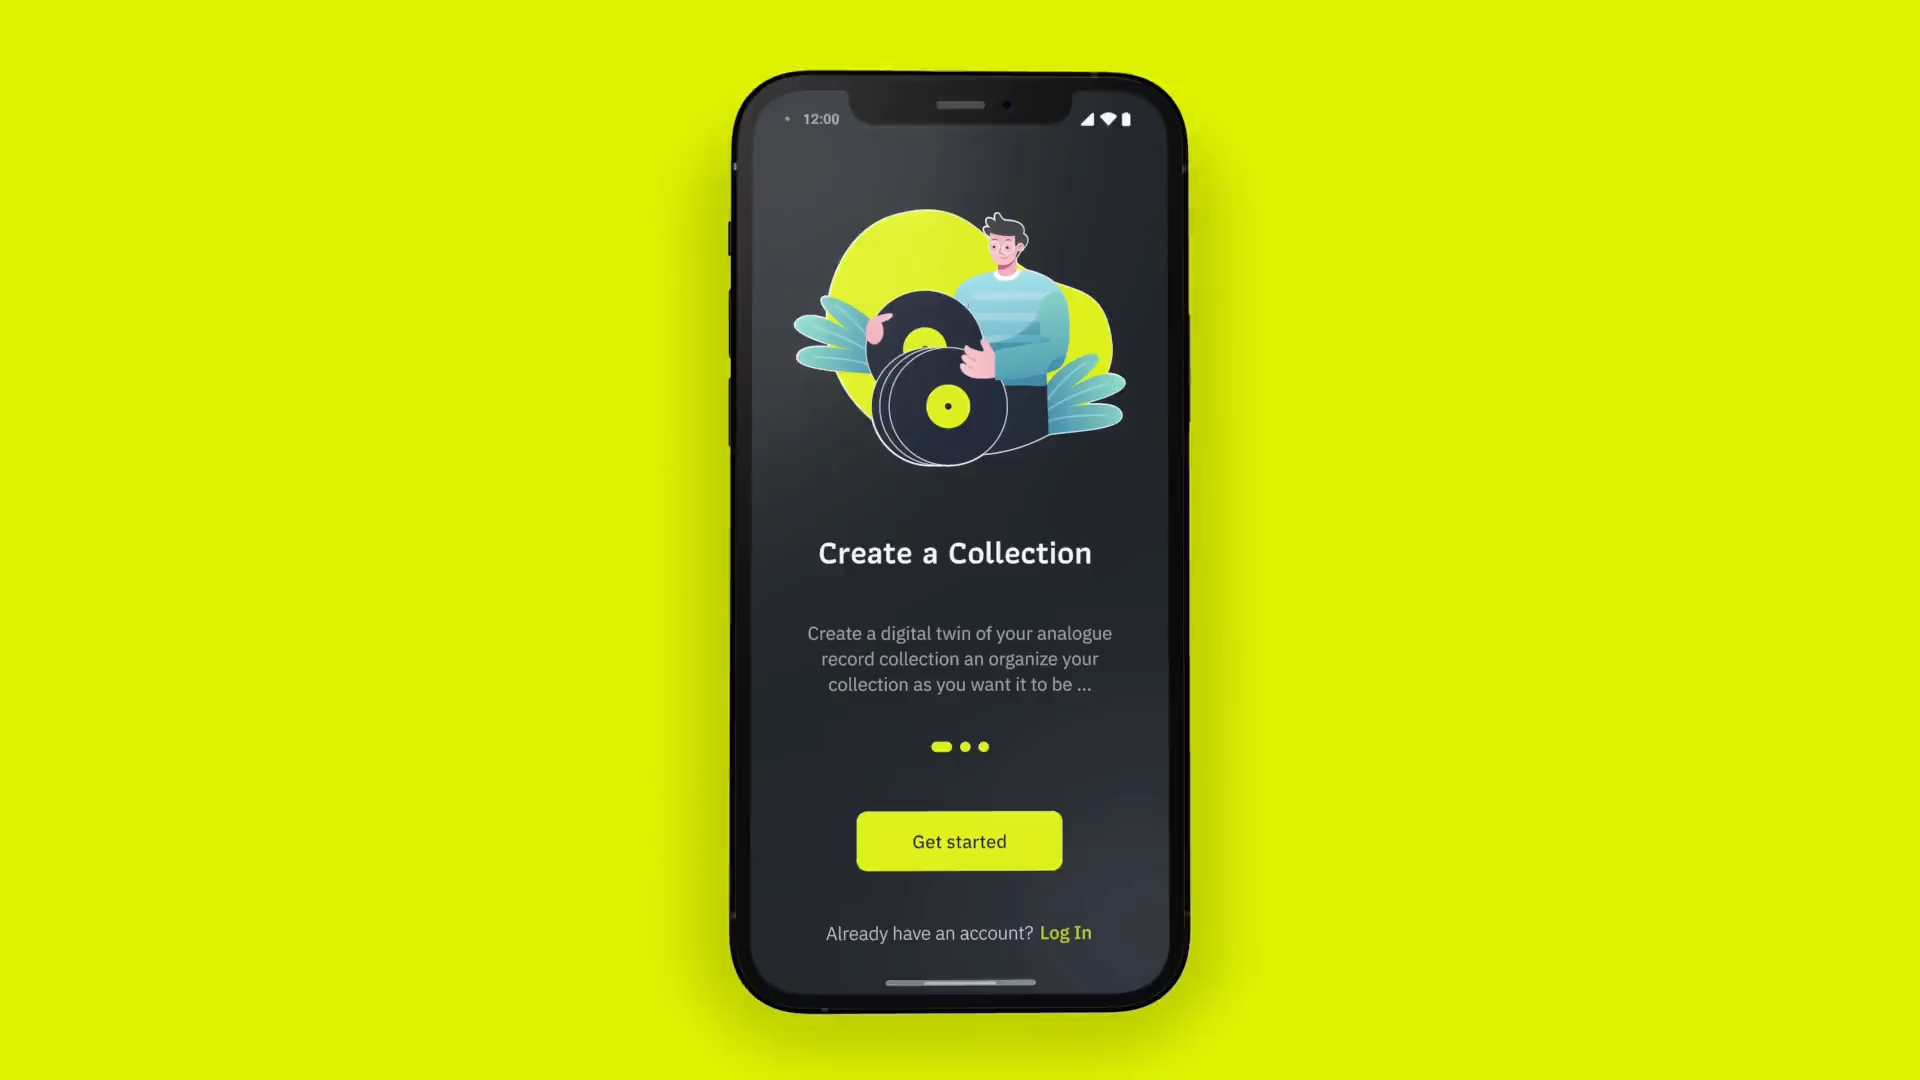 12:00
Create a Collection
Create a digital twin of your analogue
record collection an organize your
collection as you want it to be ...
Get started
Already have an account? Log In